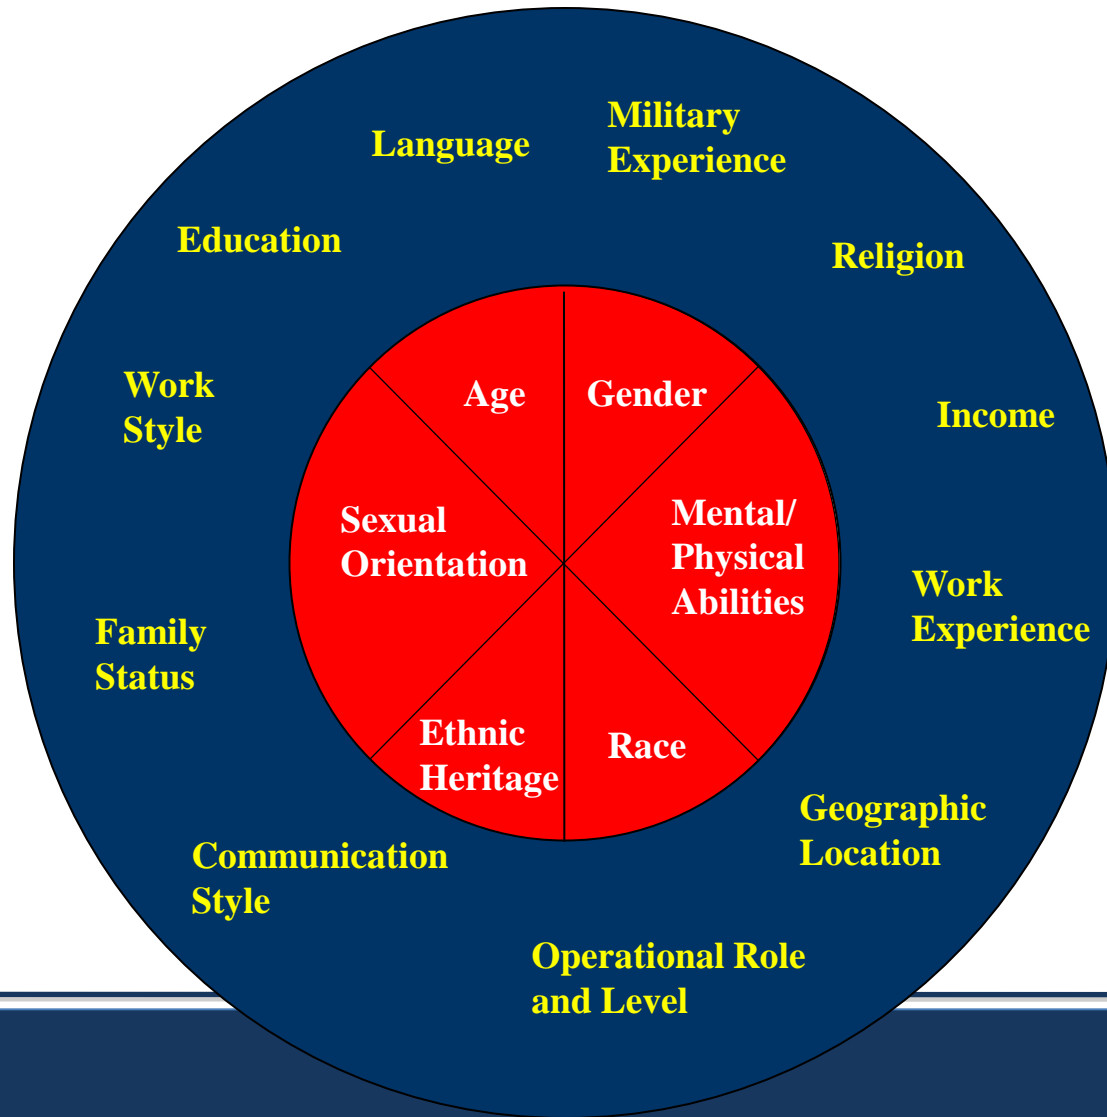 Language
Military
Experience
Education
Religion
Work
Style
Income
Age
Gender
Sexual
Orientation
Mental/
Physical
Abilities
Work
Experience
Family
Status
Ethnic
Heritage
Race
Geographic
Location
Communication
Style
Operational Role
and Level